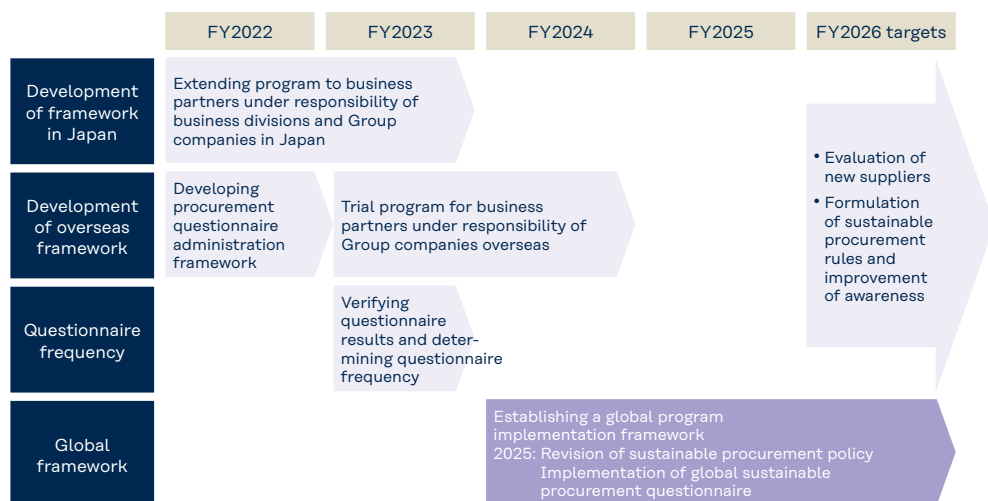 FY2022
FY2023
FY2024
FY2025
FY2026 targets
Development
of framework
in Japan
Extending program to business
partners under responsibility of
business divisions and Group
companies in Japan
Development
of overseas
framework
Developing
procurement
questionnaire
administration
framework
Trial program for business
partners under responsibility of
Group companies overseas
Questionnaire
frequency
Verifying
questionnaire
results and deter-
mining questionnaire
frequency
• Evaluation of
new suppliers
• Formulation
of sustainable
procurement
rules and
improvement
of awareness
Global
framework
Establishing a global program
implementation framework
2025: Revision of sustainable procurement policy
Implementation of global sustainable
procurement questionnaire